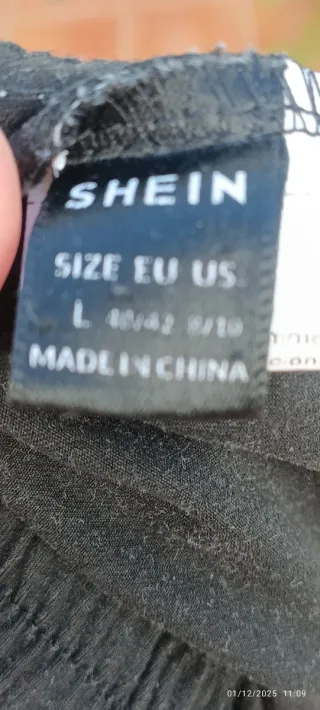 SHEIN
SIZE EU US
L 40/42 8/10
MADE IN CHINA
01/12/2025 11:09